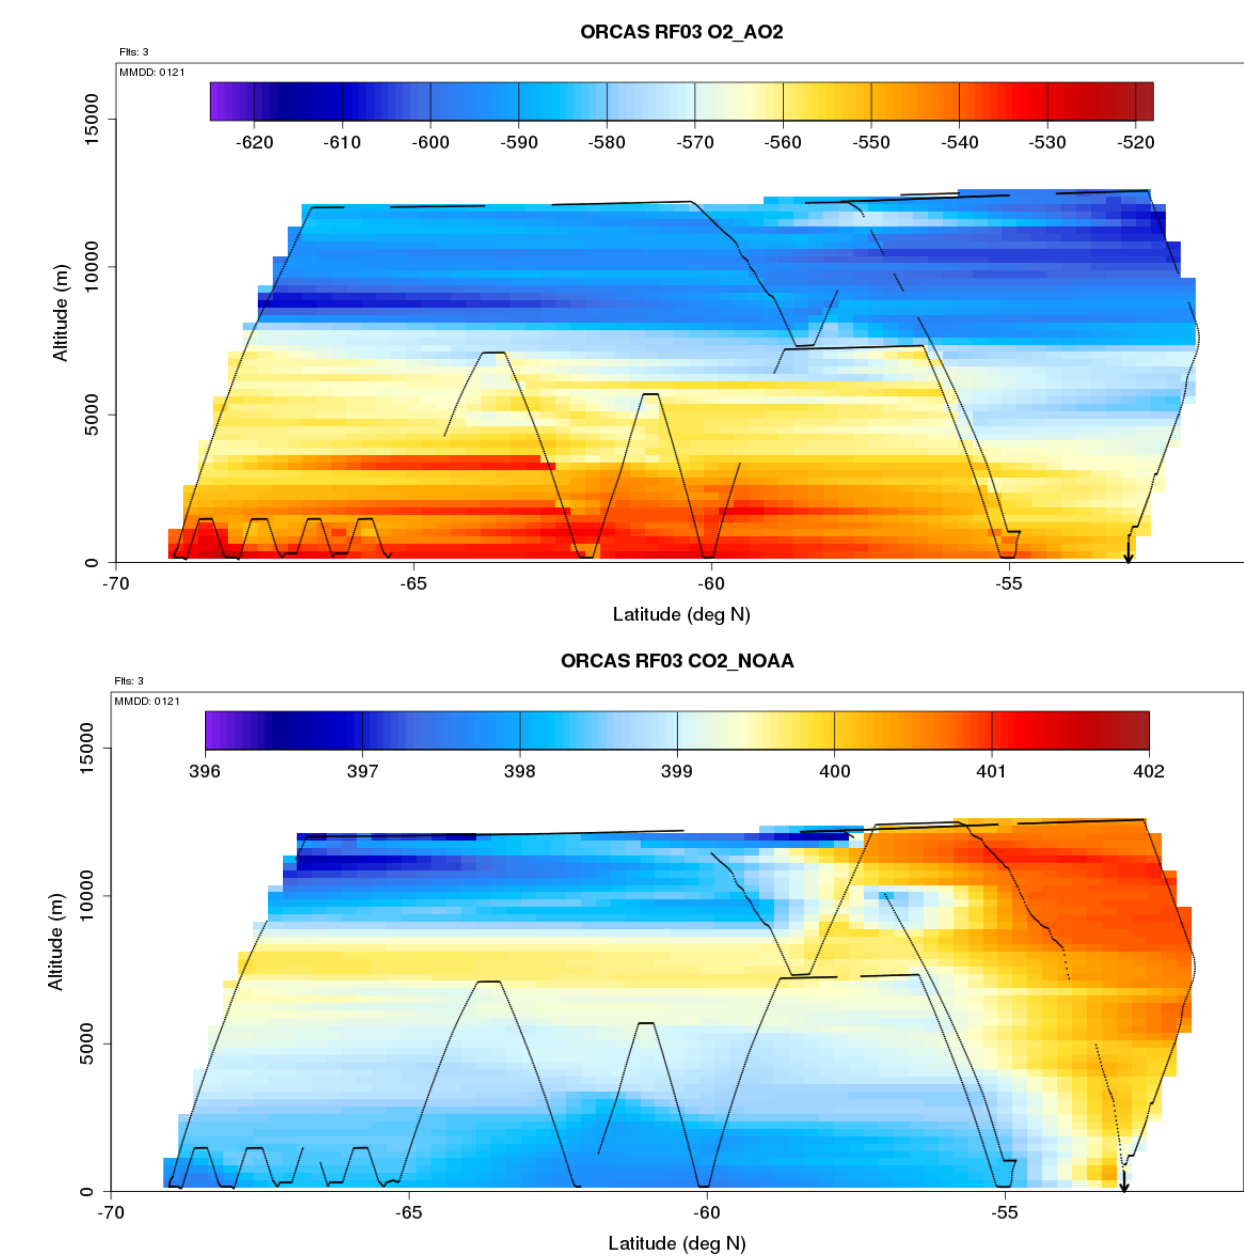 ORCAS RF03 O2_AO2
Flts: 3
MMDD: 0121
-620 -610 -600 -590 -580 -570 -560 -550 -540 -530 -520
15000
10000
5000
0
Altitude (m)
-70 -65 -60 -55
Latitude (deg N)
ORCAS RF03 CO2_NOAA
Flts: 3
MMDD: 0121
396 397 398 399 400 401 402
15000
10000
5000
0
Altitude (m)
-70 -65 -60 -55
Latitude (deg N)